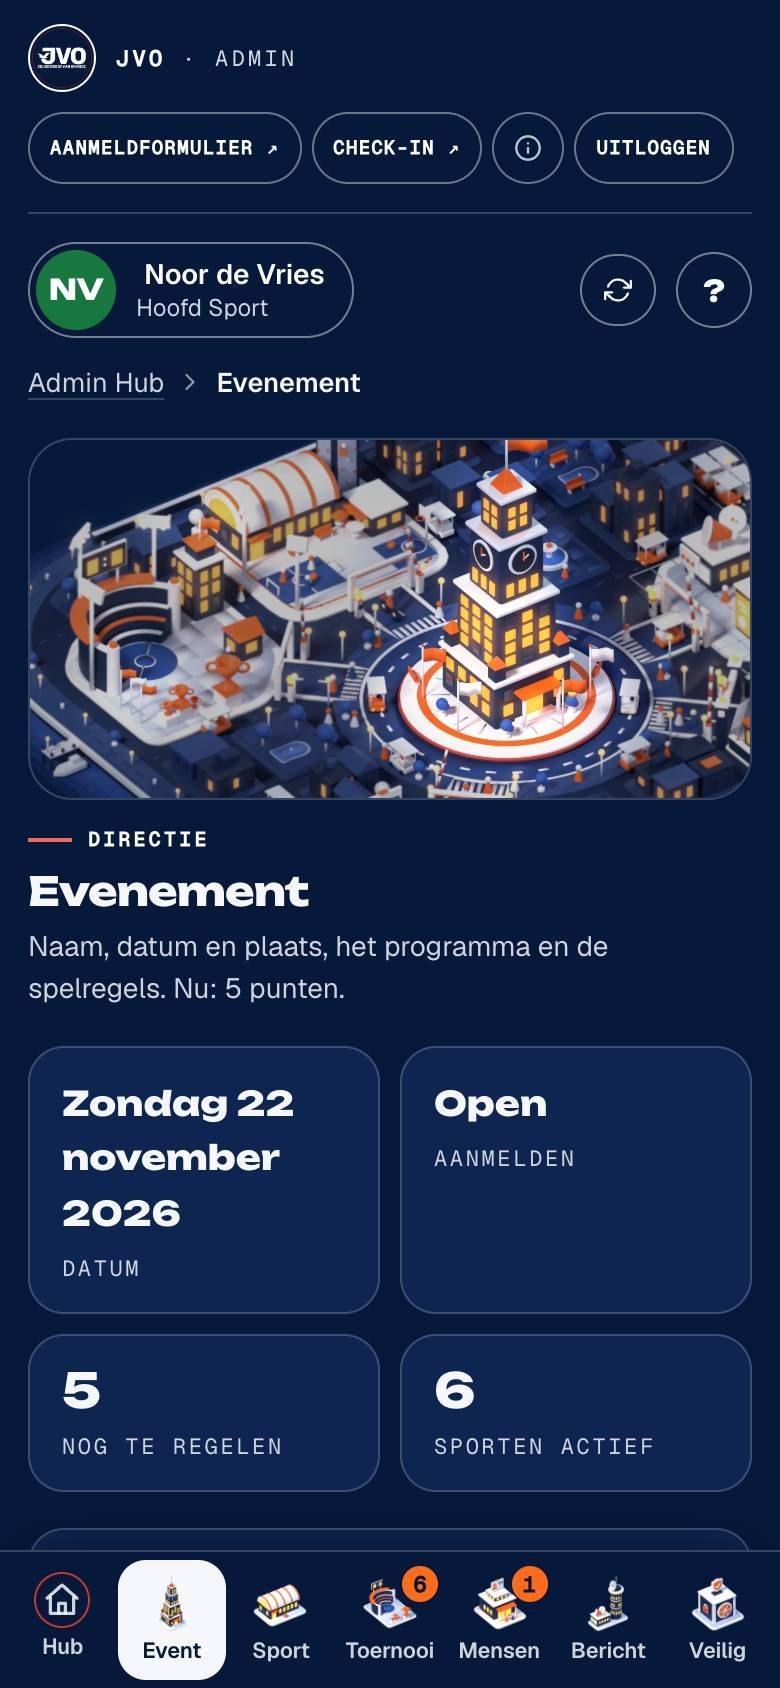 JVO
JVO · ADMIN
AANMELDFORMULIER ↗
CHECK-IN ↗
UITLOGGEN
NV
Noor de Vries
Hoofd Sport
?
Admin Hub > Evenement
DIRECTIE
Evenement
Naam, datum en plaats, het programma en de
spelregels. Nu: 5 punten.
Zondag 22
november
2026
DATUM
Open
AANMELDEN
5
NOG TE REGELEN
6
SPORTEN ACTIEF
Hub
Event
Sport
6
Toernooi
1
Mensen
Bericht
Veilig